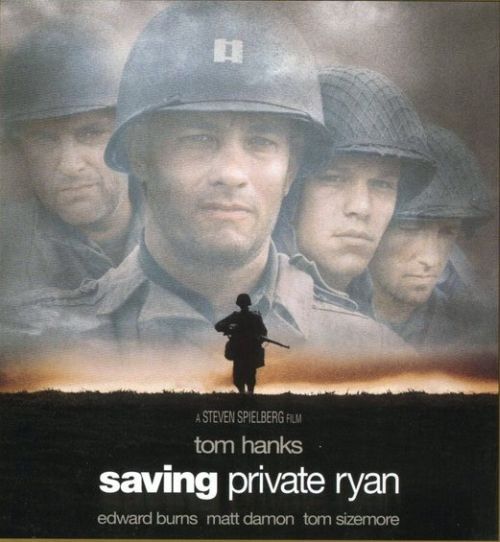 A STEVEN SPIELBERG FILM
tom hanks
saving private ryan
edward burns matt damon tom sizemore